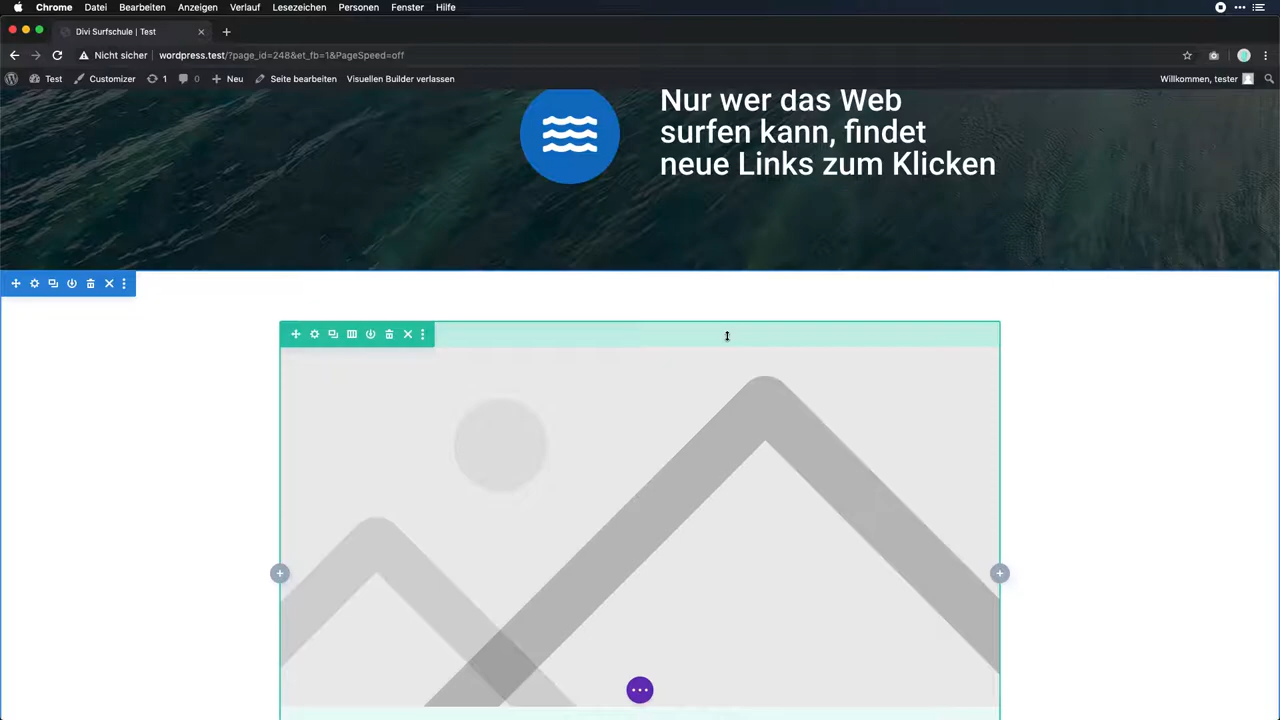 Chrome Datei Bearbeiten Anzeigen Verlauf Lesezeichen Personen Fenster Hilfe
Divi Surfschule | Test
Nicht sicher wordpress.test/?page_id=248&et_fb=1&PageSpeed=off
Test Customizer 1 0 Neu Seite bearbeiten Visuellen Builder verlassen Willkommen, tester
Nur wer das Web
surfen kann, findet
neue Links zum Klicken